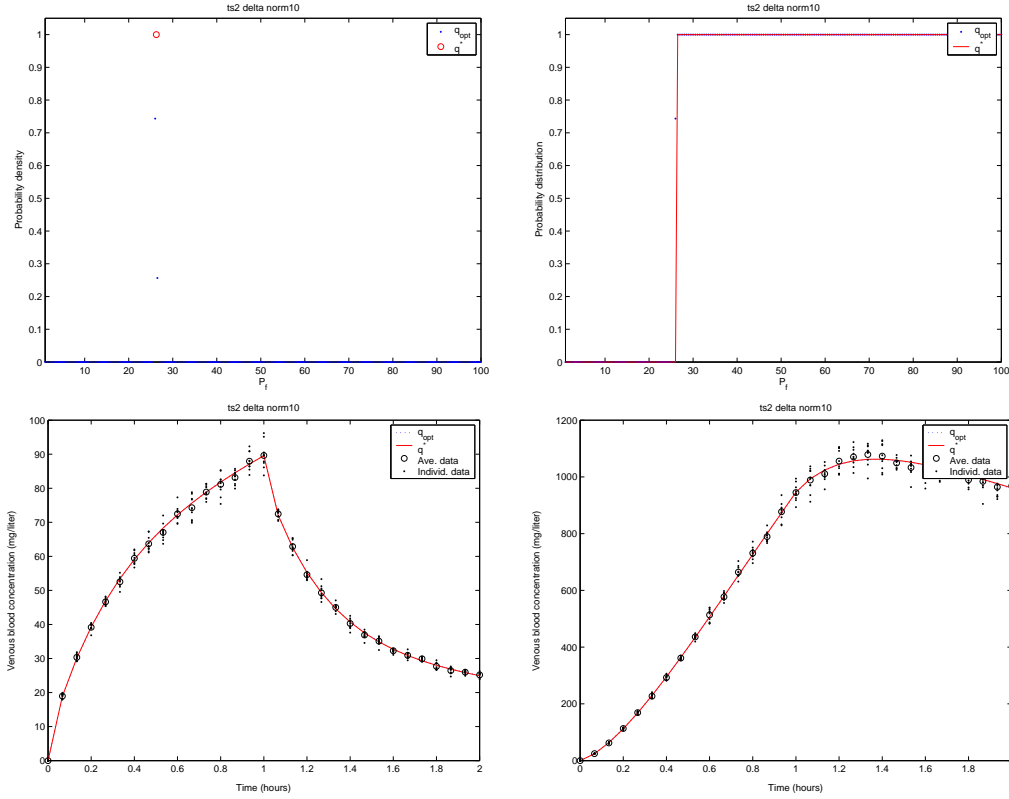 ts2 delta norm10
q_opt
q*
Probability density
1
0.9
0.8
0.7
0.6
0.5
0.4
0.3
0.2
0.1
0
10 20 30 40 50 60 70 80 90 100
P_f
ts2 delta norm10
q_opt
q*
Probability distribution
1
0.9
0.8
0.7
0.6
0.5
0.4
0.3
0.2
0.1
0
10 20 30 40 50 60 70 80 90 100
P_f
ts2 delta norm10
q_opt
q*
Ave. data
Individ. data
Venous blood concentration (mg/liter)
100
90
80
70
60
50
40
30
20
10
0
0 0.2 0.4 0.6 0.8 1 1.2 1.4 1.6 1.8 2
Time (hours)
ts2 delta norm10
q_opt
q*
Ave. data
Individ. data
Venous blood concentration (mg/liter)
1200
1000
800
600
400
200
0
0 0.2 0.4 0.6 0.8 1 1.2 1.4 1.6 1.8
Time (hours)